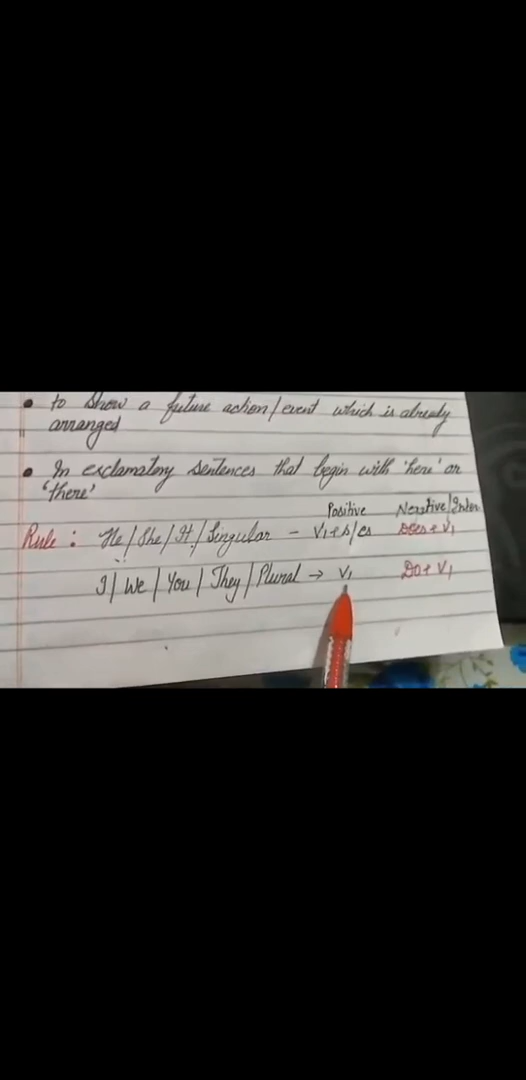 • to show a future action/event which is already
arranged
• In exclamatory sentences that begin with 'here' or
'there'
Positive Negative/Inter
Rule : He/She/It/Singular – V1+s/es Does + V1
I/We/You/They/Plural → V1 Do + V1